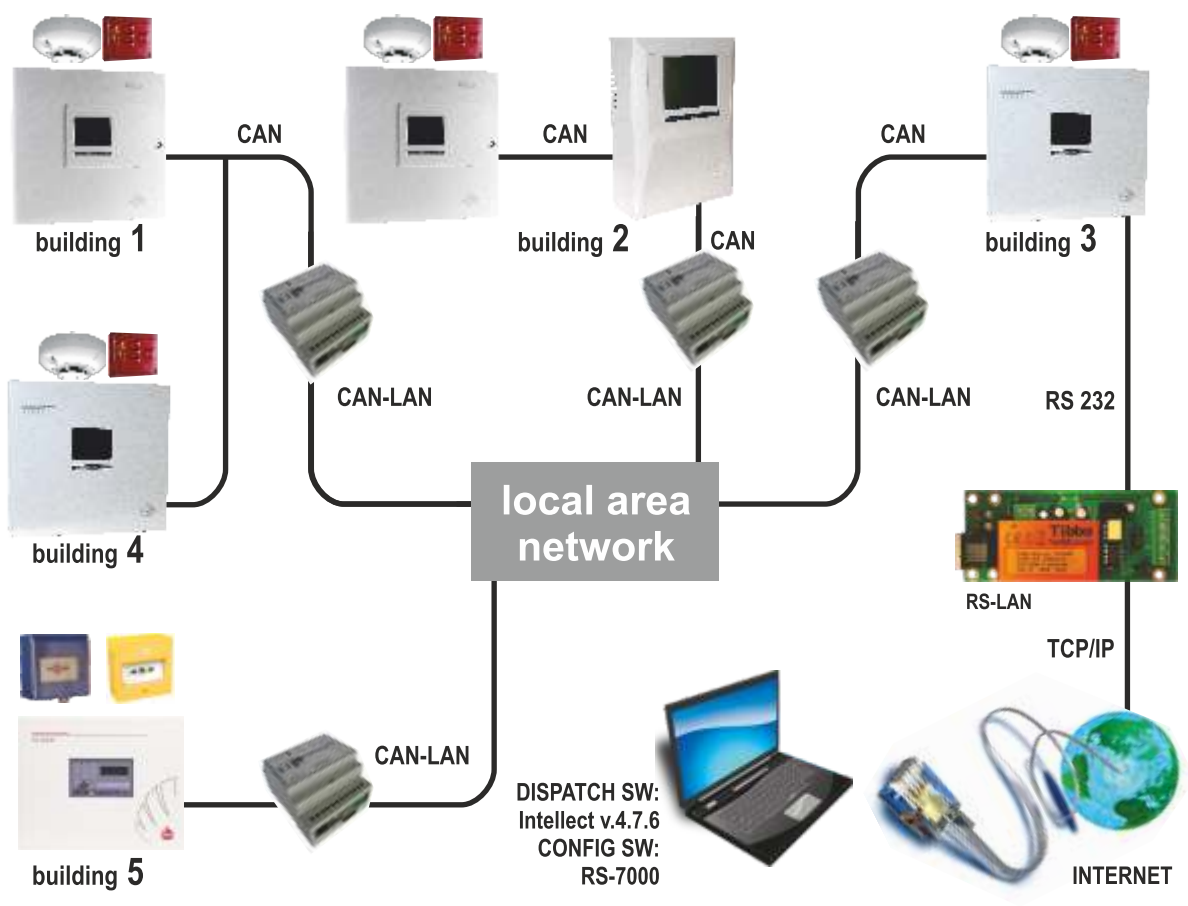 CAN
CAN
CAN
building 1
building 2
CAN
building 3
CAN-LAN
CAN-LAN
CAN-LAN
RS 232
local area
network
building 4
Tibbo
RS-LAN
TCP/IP
CAN-LAN
DISPATCH SW:
Intellect v.4.7.6
CONFIG SW:
RS-7000
building 5
INTERNET